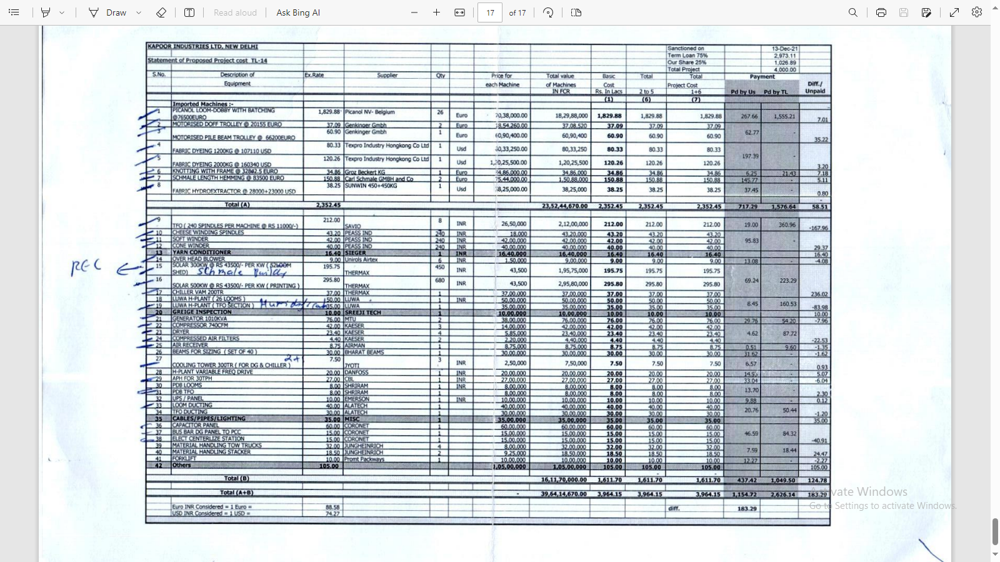 Draw Read aloud Ask Bing AI 17 of 17
KAPOOR INDUSTRIES LTD. NEW DELHI Sanctioned on 13-Dec-21
Term Loan 75% 2,973.11
Statement of Proposed Project cost TL-14 Our Share 25% 1,026.89
Total Project 4,000.00
S.No. Description of Ex.Rate Supplier Qty Price for Total value Basic Total Total Payment
Equipment each Machine of Machines Cost Project Cost Diff./
IN FCR Rs. In Lacs 2 to 5 1+6 Pd by Us Pd by TL Unpaid
(1) (6) (7)
Imported Machines :-
1 PICANOL LOOM-DOBBY WITH BATCHING 1,829.88 Picanol NV- Belgium 26
@76500EURO Euro 70,38,000.00 18,29,88,000 1,829.88 1,829.88 1,829.88 267.66 1,555.21 7.01
2 MOTORISED DOFF TROLLEY @ 20155 EURO 37.09 Genkinger Gmbh 2 Euro 18,54,260.00 37,08,520 37.09 37.09 37.09
3 60.90 Genkinger Gmbh 1
MOTORISED PILE BEAM TROLLEY @ 66200EURO Euro 60,90,400.00 60,90,400 60.90 60.90 60.90 62.77 - 35.22
4 80.33 Texpro Industry Hongkong Co Ltd 1
FABRIC DYEING 1200KG @ 107110 USD Usd 80,33,250.00 80,33,250 80.33 80.33 80.33
5 120.26 Texpro Industry Hongkong Co Ltd 1 197.39 -
FABRIC DYEING 2000KG @ 160340 USD Usd 1,20,25,500.00 1,20,25,500 120.26 120.26 120.26 3.20
6 KNOTTING WITH FRAME @ 32862.5 EURO 34.86 Groz Beckert KG 1 Euro 34,86,000.00 34,86,000 34.86 34.86 34.86 6.25 21.43 7.18
7 SCHMALE LENGTH HEMMING @ 83500 EURO 150.88 Carl Schmale GMBH and Co 2 Euro 75,44,000.00 1,50,88,000 150.88 150.88 150.88 145.77 - 5.11
8 38.25 SUNWIN 450+450KG 1
FABRIC HYDROEXTRACTOR @ 28000+23000 USD Usd 38,25,000.00 38,25,000 38.25 38.25 38.25 37.45 0.80
Total (A) 2,352.45 23,52,44,670.00 2,352.45 2,352.45 2,352.45 717.29 1,576.64 58.51
9 212.00 8
TFO ( 240 SPINDLES PER MACHINE @ RS 11000/-) SAVIO INR 26,50,000 2,12,00,000 212.00 212.00 212.00 19.00 360.96 -167.96
10 CHEESE WINDING SPINDLES 43.20 PEASS IND 240 INR 18,000 43,20,000 43.20 43.20 43.20
11 SOFT WINDER 42.00 PEASS IND 240 INR 42,00,000 42,00,000 42.00 42.00 42.00 95.83 -
12 CONE WINDER 40.00 PEASS IND 240 INR 40,00,000 40,00,000 40.00 40.00 40.00 29.37
13 YARN CONDITIONER 16.40 SIEGER 1 INR 16,40,000 16,40,000 16.40 16.40 16.40 16.40
14 OVER HEAD BLOWER 9.00 Unirols Airtex 6 INR 1,50,000 9,00,000 9.00 9.00 9.00 13.08 - -4.08
REC
15 SOLAR 300KW @ RS 43500/- PER KW ( 52LOOM 195.75 450
SHED) Schmale THERMAX INR 43,500 1,95,75,000 195.75 195.75 195.75
16 295.80 680 69.24 223.29
SOLAR 500KW @ RS 43500/- PER KW ( PRINTING ) THERMAX INR 43,500 2,95,80,000 295.80 295.80 295.80
17 CHILLER VAM 200TR 37.00 THERMAX 1 37,00,000 37,00,000 37.00 37.00 37.00 236.02
18 LUWA H-PLANT ( 26 LOOMS ) 50.00 LUWA 1 INR 50,00,000 50,00,000 50.00 50.00 50.00
19 LUWA H-PLANT ( TFO SECTION ) 35.00 LUWA 1 35,00,000 35,00,000 35.00 35.00 35.00 8.45 160.53 -83.98
20 GREIGE INSPECTION 10.00 SREEJI TECH 1 10,00,000 10,00,000 10.00 10.00 10.00 10.00
21 GENERATOR 1010KVA 76.00 MTU 2 38,00,000 76,00,000 76.00 76.00 76.00 29.76 54.20 -7.96
22 COMPRESSOR 740CFM 42.00 KAESER 3 14,00,000 42,00,000 42.00 42.00 42.00
23 DRYER 23.40 KAESER 4 5,85,000 23,40,000 23.40 23.40 23.40 4.62 87.72
24 COMPRESSED AIR FILTERS 4.40 KAESER 2 2,20,000 4,40,000 4.40 4.40 4.40 -22.53
25 AIR RECEIVER 8.75 AIRMAN 1 8,75,000 8,75,000 8.75 8.75 8.75 0.51 9.60 -1.35
26 BEAMS FOR SIZING ( SET OF 40 ) 30.00 BHARAT BEAMS 1 30,00,000 30,00,000 30.00 30.00 30.00 31.62 -1.62
27 2+1 7.50 3
COOLING TOWER 300TR ( FOR DG & CHILLER ) JYOTI INR 2,50,000 7,50,000 7.50 7.50 7.50 6.57 0.93
28 H-PLANT VARIABLE FREQ DRIVE 20.00 DANFOSS 1 INR 20,00,000 20,00,000 20.00 20.00 20.00 14.93 - 5.07
29 APH FOR 30TPH 27.00 CBL 1 INR 27,00,000 27,00,000 27.00 27.00 27.00 33.04 - -6.04
30 PDB LOOMS 8.00 SHRIRAM 1 INR 8,00,000 8,00,000 8.00 8.00 8.00
31 PDB TFO 8.00 SHRIRAM 1 8,00,000 8,00,000 8.00 8.00 8.00 13.70 - 2.30
32 UPS / PANEL 10.00 EMERSON 1 INR 10,00,000 10,00,000 10.00 10.00 10.00 9.88 - 0.12
33 LOOM DUCTING 40.00 ALATECH 1 40,00,000 40,00,000 40.00 40.00 40.00
34 TFO DUCTING 30.00 ALATECH 1 30,00,000 30,00,000 30.00 30.00 30.00 20.76 50.44 -1.20
35 CABLES/PIPES/LIGHTING 35.00 MISC 1 35,00,000 35,00,000 35.00 35.00 35.00 35.00
36 CAPACITOR PANEL 60.00 CORONET 1 60,00,000 60,00,000 60.00 60.00 60.00
37 BUS BAR DG PANEL TO PCC 15.00 CORONET 1 15,00,000 15,00,000 15.00 15.00 15.00 46.59 84.32
38 ELECT CENTERLIZE STATION 15.00 CORONET 1 15,00,000 15,00,000 15.00 15.00 15.00 -40.91
39 MATERIAL HANDLING TOW TRUCKS 32.00 JUNGHEINRICH 4 8,00,000 32,00,000 32.00 32.00 32.00
40 MATERIAL HANDLING STACKER 18.50 JUNGHEINRICH 2 9,25,000 18,50,000 18.50 18.50 18.50 7.59 18.44 24.47
41 FORKLIFT 10.00 Promt Packways 1 10,00,000 10,00,000 10.00 10.00 10.00 12.27 - -2.27
42 Others 105.00 1,05,00,000 1,05,00,000 105.00 105.00 105.00 105.00
Total (B) 16,11,70,000.00 1,611.70 1,611.70 1,611.70 437.42 1,049.50 124.78
Total (A+B) - 39,64,14,670.00 3,964.15 3,964.15 3,964.15 1,154.72 2,626.14 183.29
Euro INR Considered = 1 Euro = 88.58 diff. 183.29
USD INR Considered = 1 USD = 74.27
Activate Windows
Go to Settings to activate Windows.